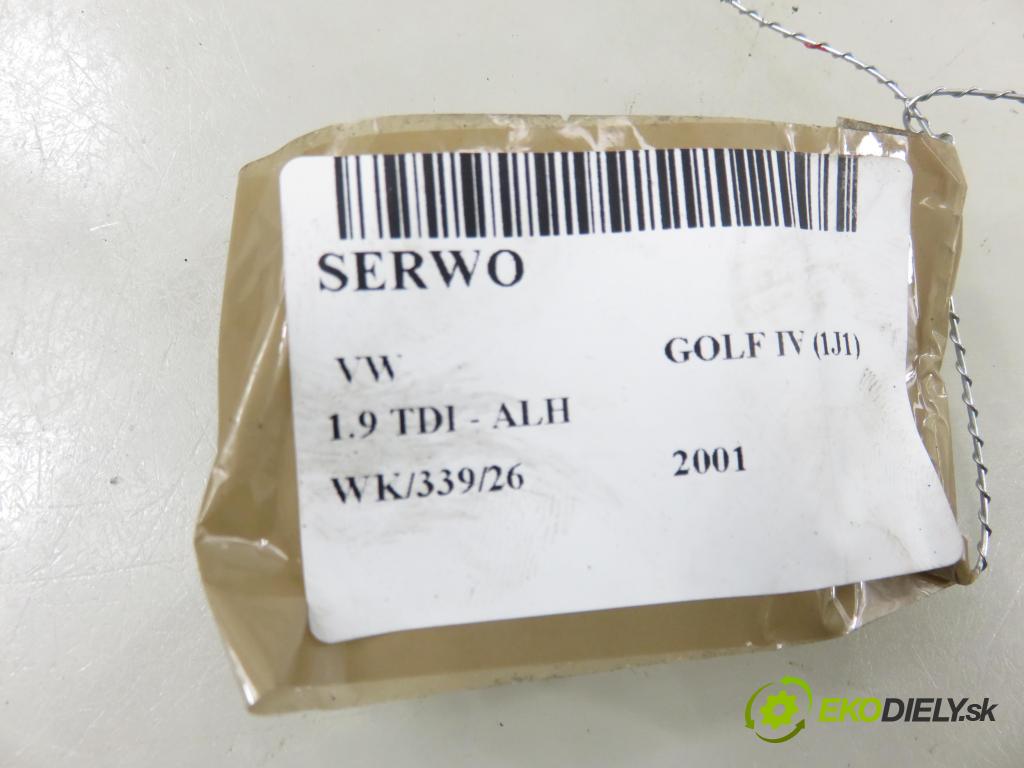 SERWO
VW GOLF IV (1J1)
1.9 TDI - ALH
WK/339/26 2001
EKODIELY.sk